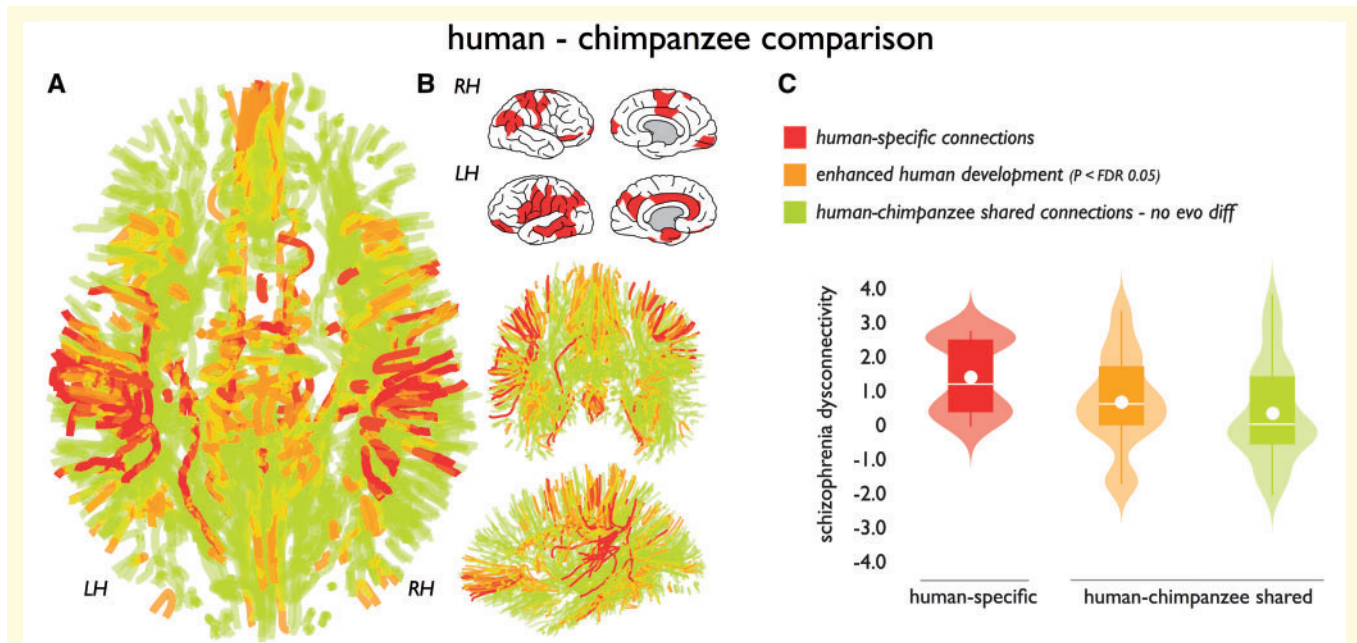 human - chimpanzee comparison
A
B
C
RH
LH
LH
RH
human-specific connections
enhanced human development (P < FDR 0.05)
human-chimpanzee shared connections - no evo diff
schizophrenia dysconnectivity
4.0
3.0
2.0
1.0
0
-1.0
-2.0
-3.0
-4.0
human-specific
human-chimpanzee shared